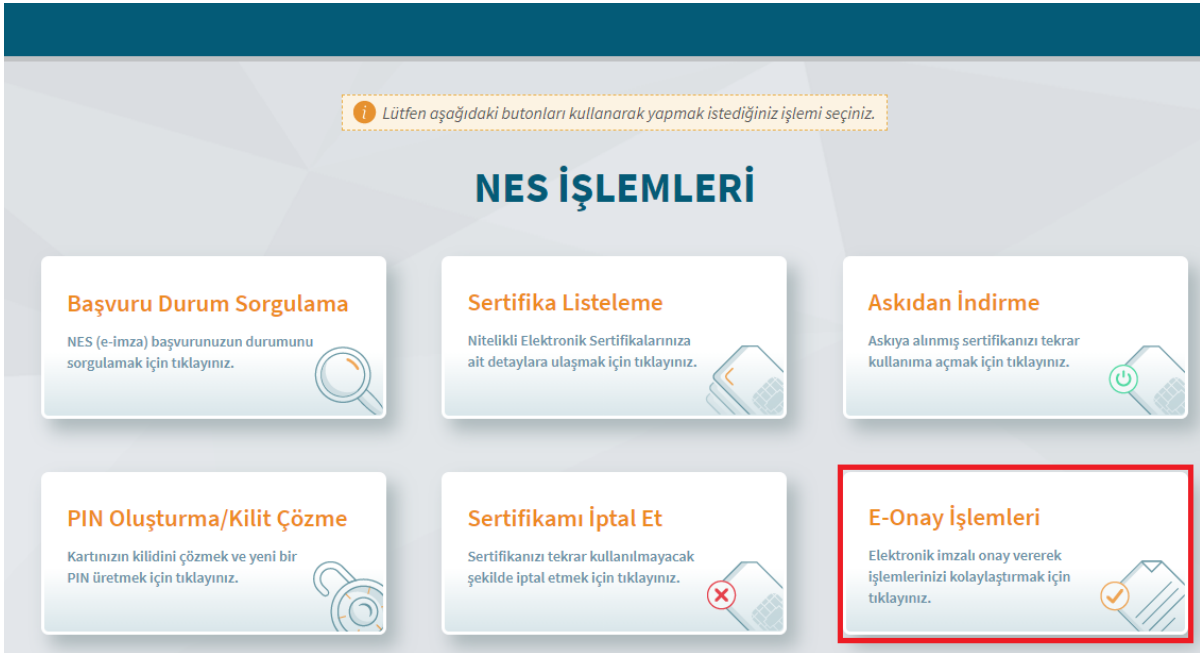 Lütfen aşağıdaki butonları kullanarak yapmak istediğiniz işlemi seçiniz.
NES İŞLEMLERİ
Başvuru Durum Sorgulama
NES (e-imza) başvurunuzun durumunu
sorgulamak için tıklayınız.
Sertifika Listeleme
Nitelikli Elektronik Sertifikalarınıza
ait detaylara ulaşmak için tıklayınız.
Askıdan İndirme
Askıya alınmış sertifikanızı tekrar
kullanıma açmak için tıklayınız.
PIN Oluşturma/Kilit Çözme
Kartınızın kilidini çözmek ve yeni bir
PIN üretmek için tıklayınız.
Sertifikamı İptal Et
Sertifikanızı tekrar kullanılmayacak
şekilde iptal etmek için tıklayınız.
E-Onay İşlemleri
Elektronik imzalı onay vererek
işlemlerinizi kolaylaştırmak için
tıklayınız.